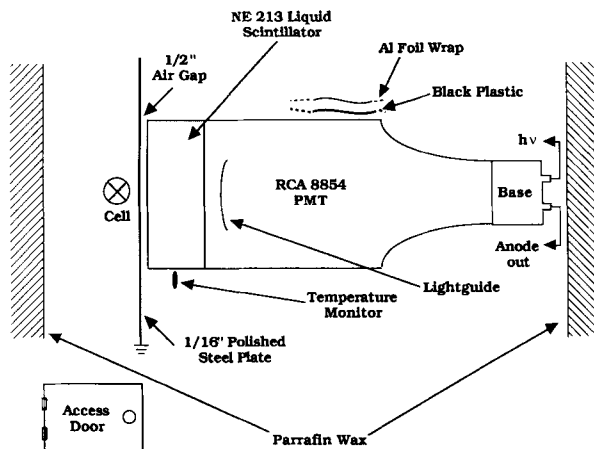 NE 213 Liquid
Scintillator
1/2"
Air Gap
Al Foil Wrap
Black Plastic
hν
RCA 8854
PMT
Base
Cell
Anode
out
Lightguide
Temperature
Monitor
1/16" Polished
Steel Plate
Access
Door
Parrafin Wax